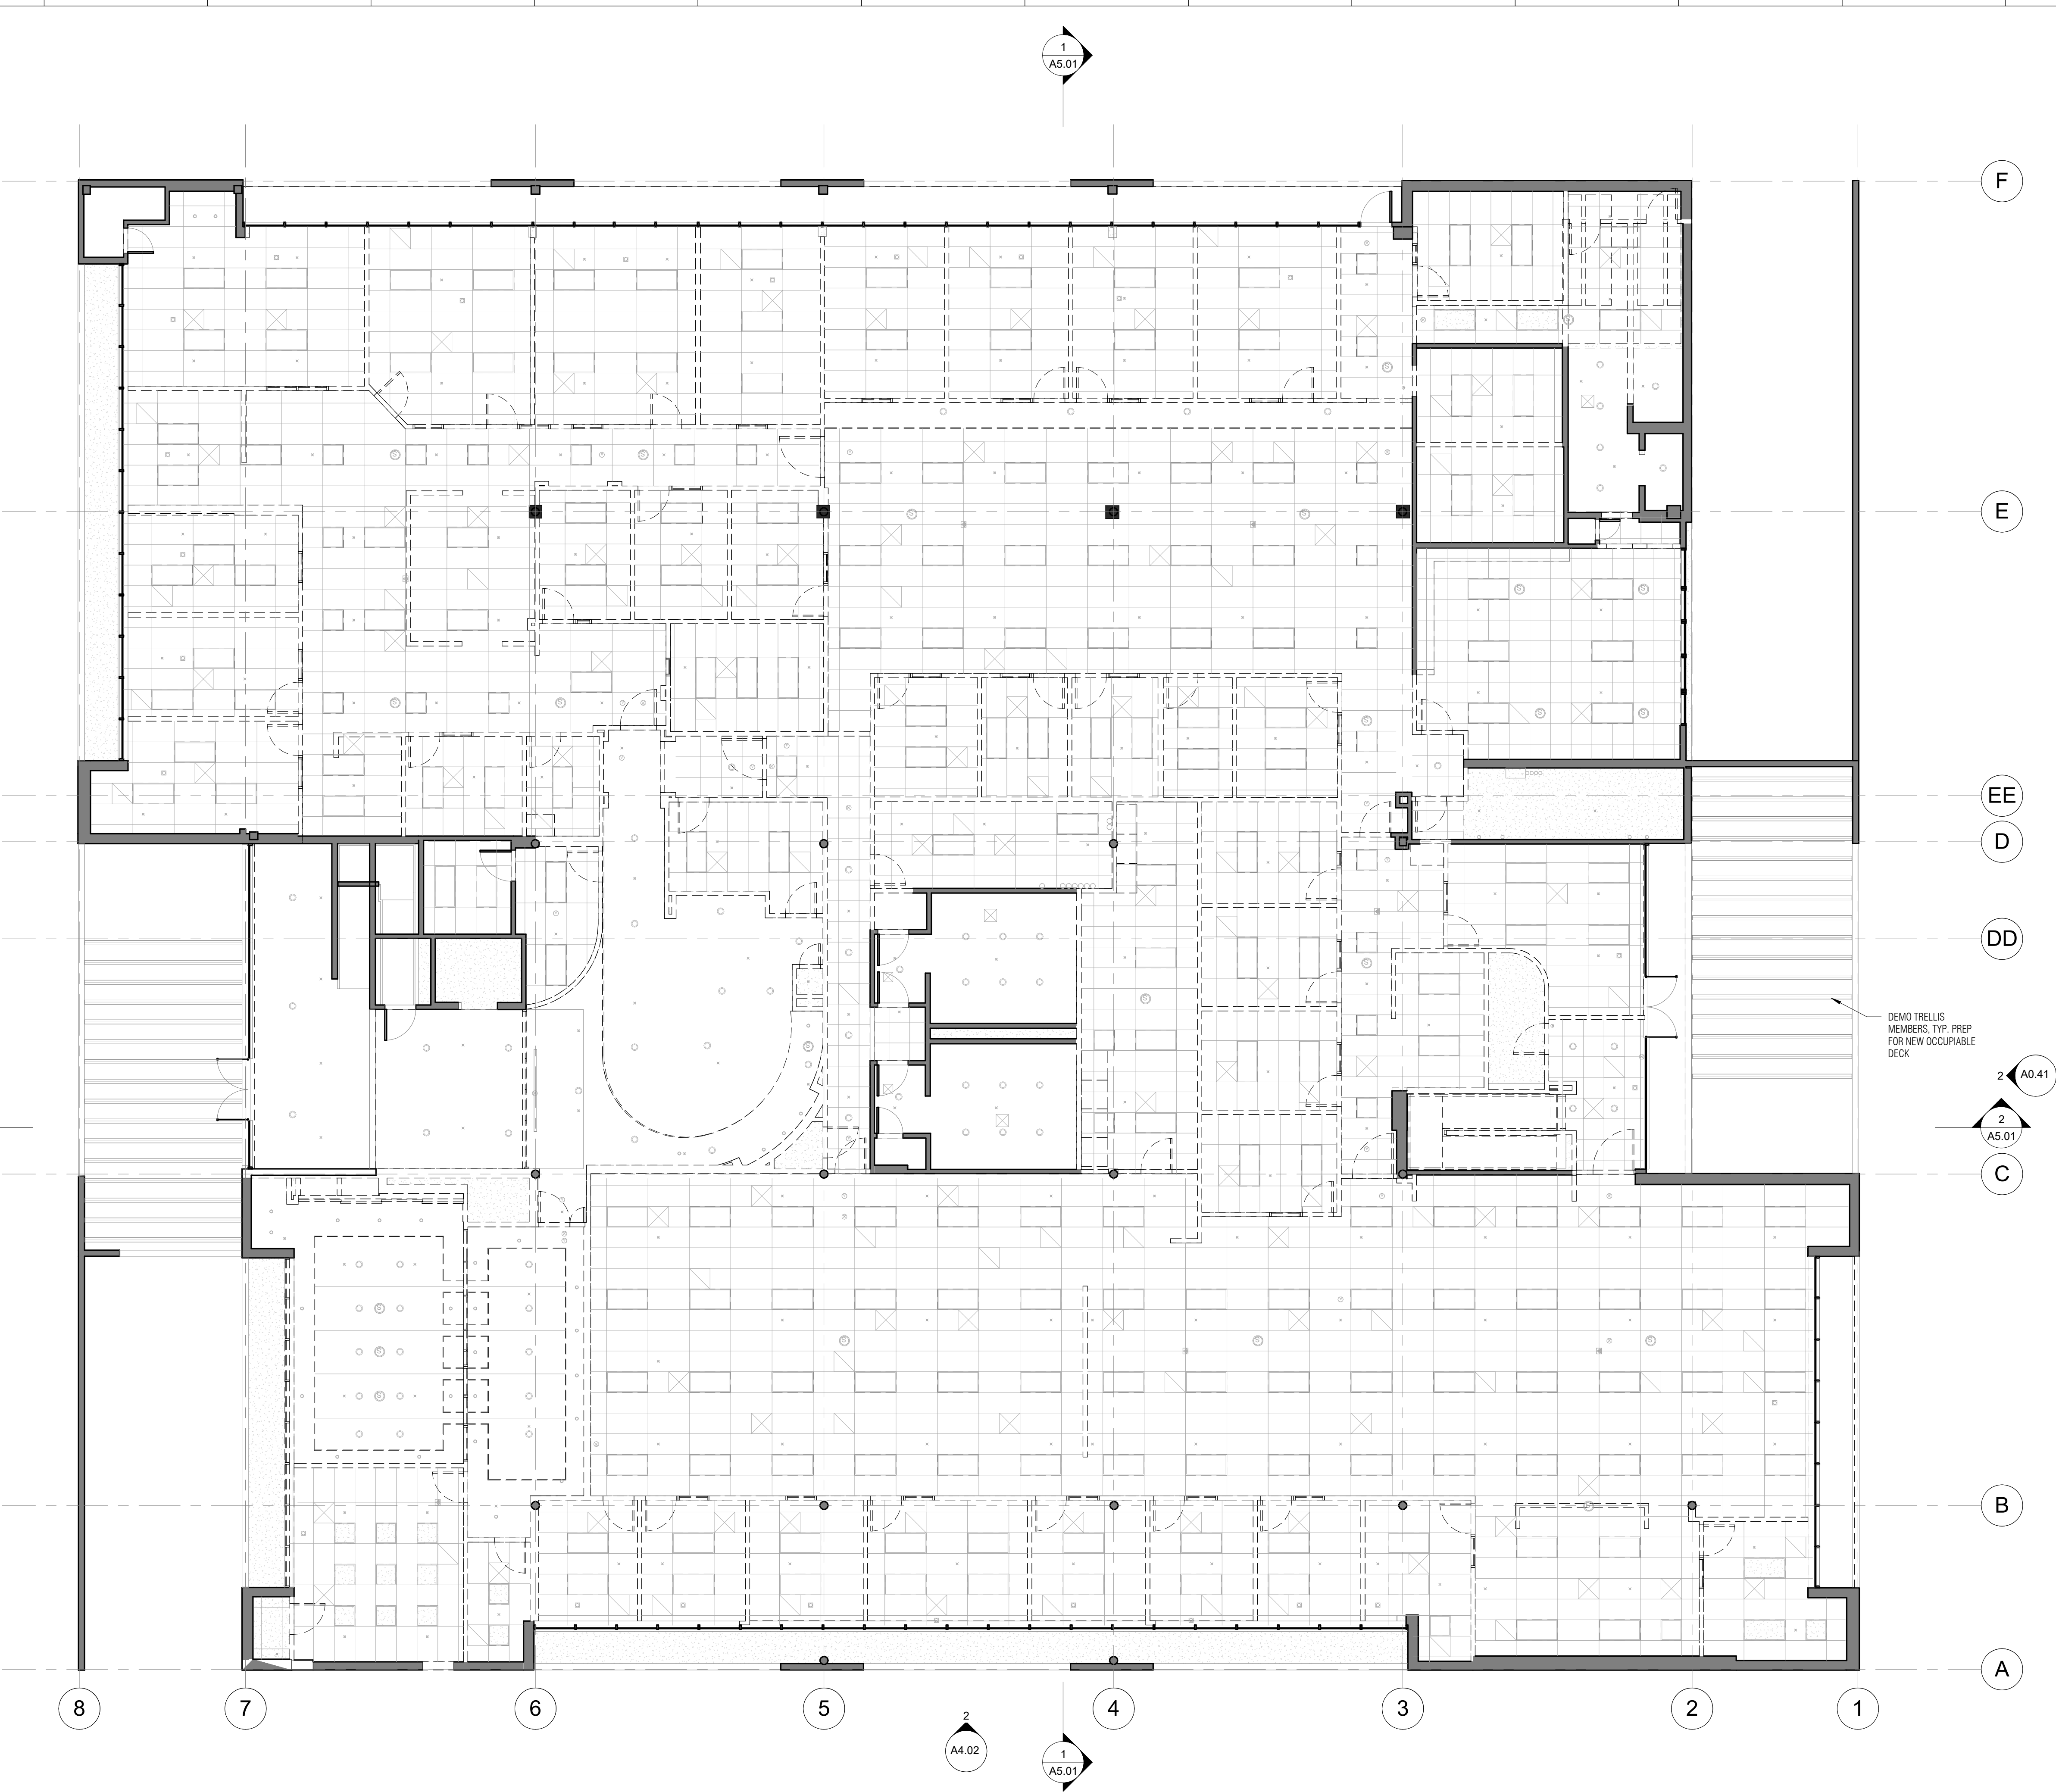 1
A5.01
F
E
EE
D
DD
DEMO TRELLIS
MEMBERS, TYP. PREP
FOR NEW OCCUPIABLE
DECK
2
A0.41
2
A5.01
C
B
A
8
7
6
5
4
3
2
1
2
A4.02
1
A5.01